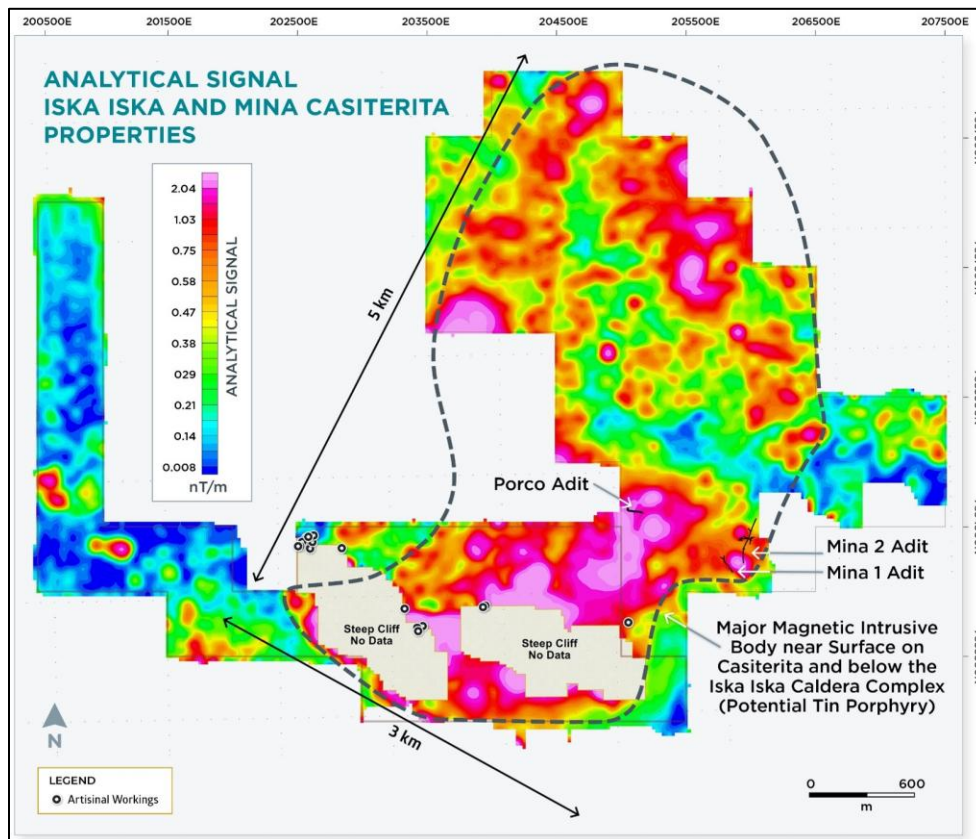 200500E 201500E 202500E 203500E 204500E 205500E 206500E 207500E
ANALYTICAL SIGNAL
ISKA ISKA AND MINA CASITERITA
PROPERTIES
2.04
1.03
0.75
0.58
0.47
0.38
0.29
0.21
0.14
0.008
nT/m
ANALYTICAL SIGNAL
5 km
Porco Adit
Mina 2 Adit
Mina 1 Adit
Steep Cliff
No Data
Steep Cliff
No Data
Major Magnetic Intrusive
Body near Surface on
Casiterita and below the
Iska Iska Caldera Complex
(Potential Tin Porphyry)
3 km
N
LEGEND
Artisinal Workings
0 600
m